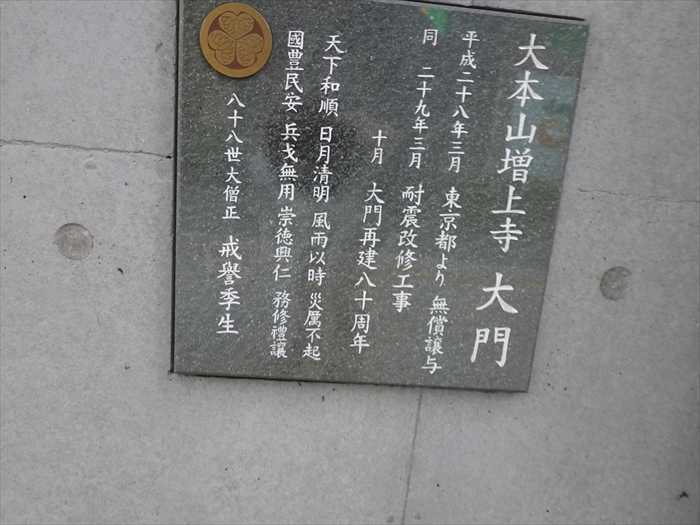 大本山増上寺 大門
平成二十八年三月 東京都より 無償譲与
同 二十九年三月 耐震改修工事
十月 大門再建八十周年
天下和順 日月清明 風雨以時 災厲不起
國豊民安 兵戈無用 崇徳興仁 務修禮讓
八十八世大僧正 戒譽季生